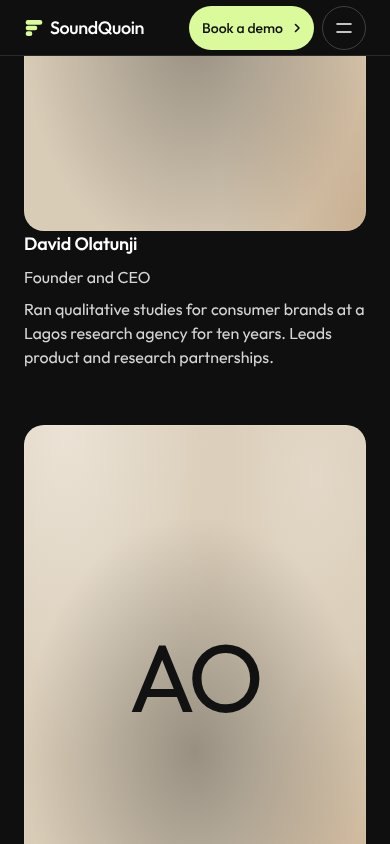 SoundQuoin
Book a demo
David Olatunji
Founder and CEO
Ran qualitative studies for consumer brands at a
Lagos research agency for ten years. Leads
product and research partnerships.
AO